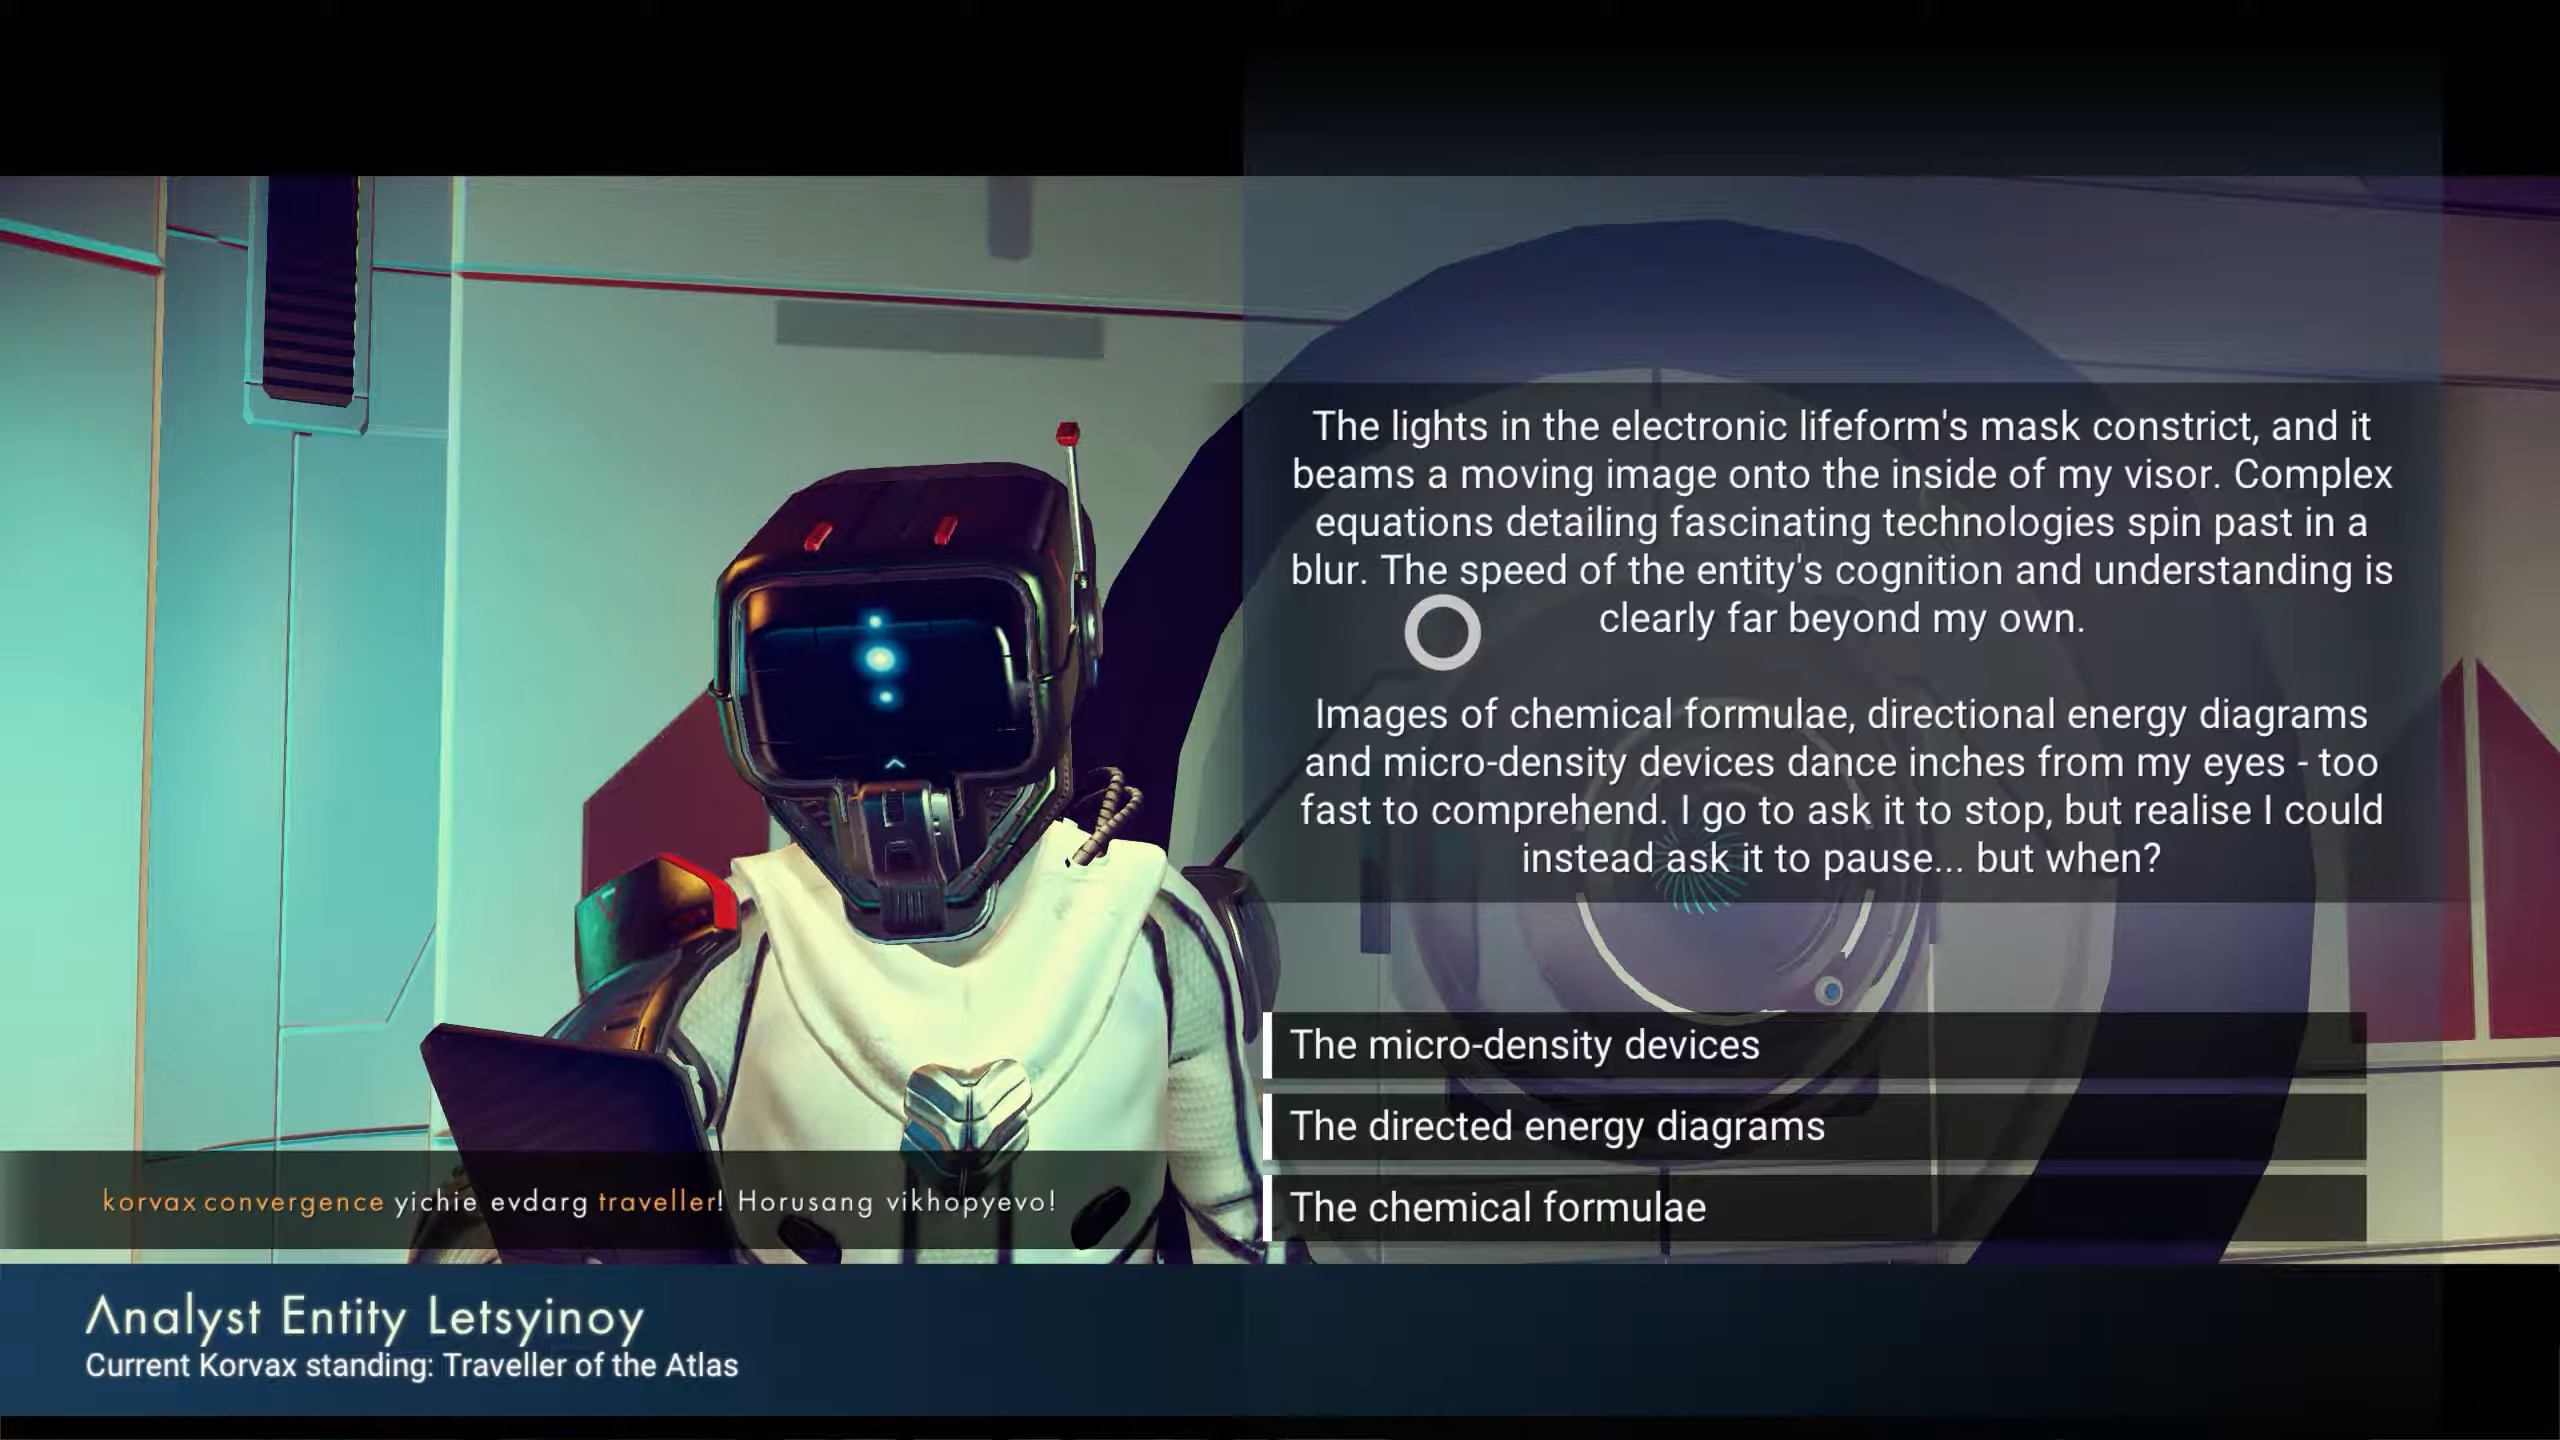 The lights in the electronic lifeform's mask constrict, and it
beams a moving image onto the inside of my visor. Complex
equations detailing fascinating technologies spin past in a
blur. The speed of the entity's cognition and understanding is
clearly far beyond my own.
Images of chemical formulae, directional energy diagrams
and micro-density devices dance inches from my eyes - too
fast to comprehend. I go to ask it to stop, but realise I could
instead ask it to pause... but when?
The micro-density devices
The directed energy diagrams
The chemical formulae
korvax convergence yichie evdarg traveller! Horusang vikhopyevo!
Analyst Entity Letsyinoy
Current Korvax standing: Traveller of the Atlas